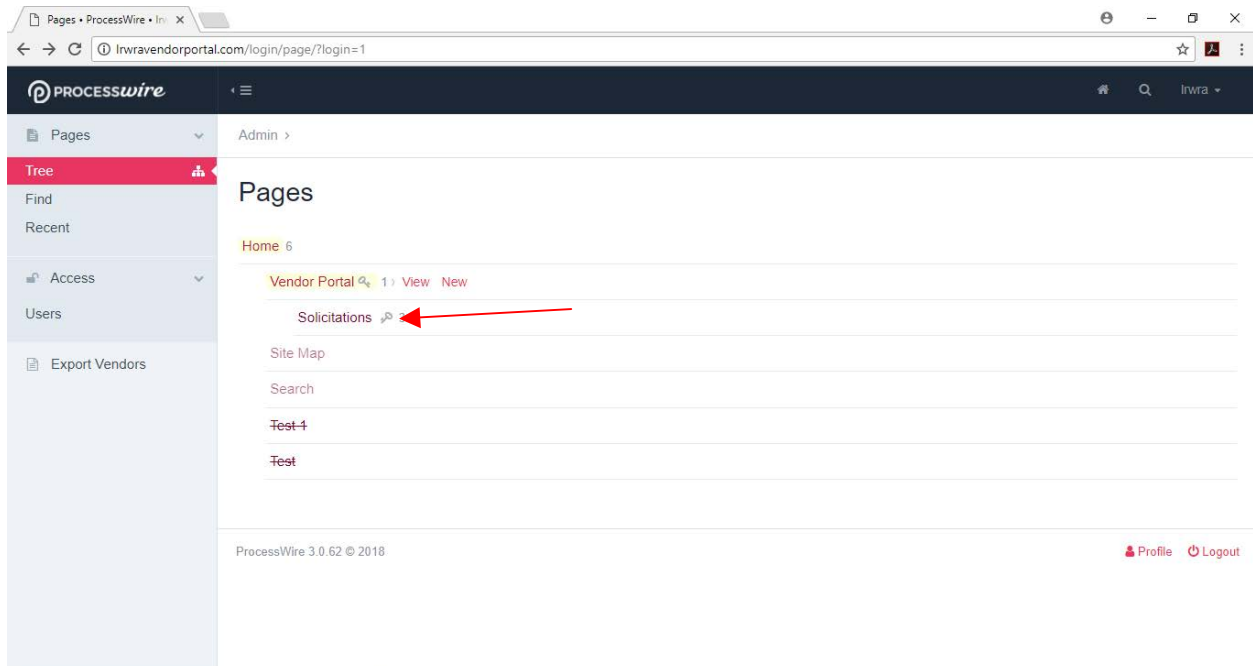 Pages • ProcessWire • Irw
lrwravendorportal.com/login/page/?login=1
PROCESSwire
lrwra
Pages
Admin >
Tree
Find
Recent
Pages
Home 6
Access
Vendor Portal 1 View New
Users
Solicitations
Export Vendors
Site Map
Search
Test 1
Test
ProcessWire 3.0.62 © 2018
Profile Logout